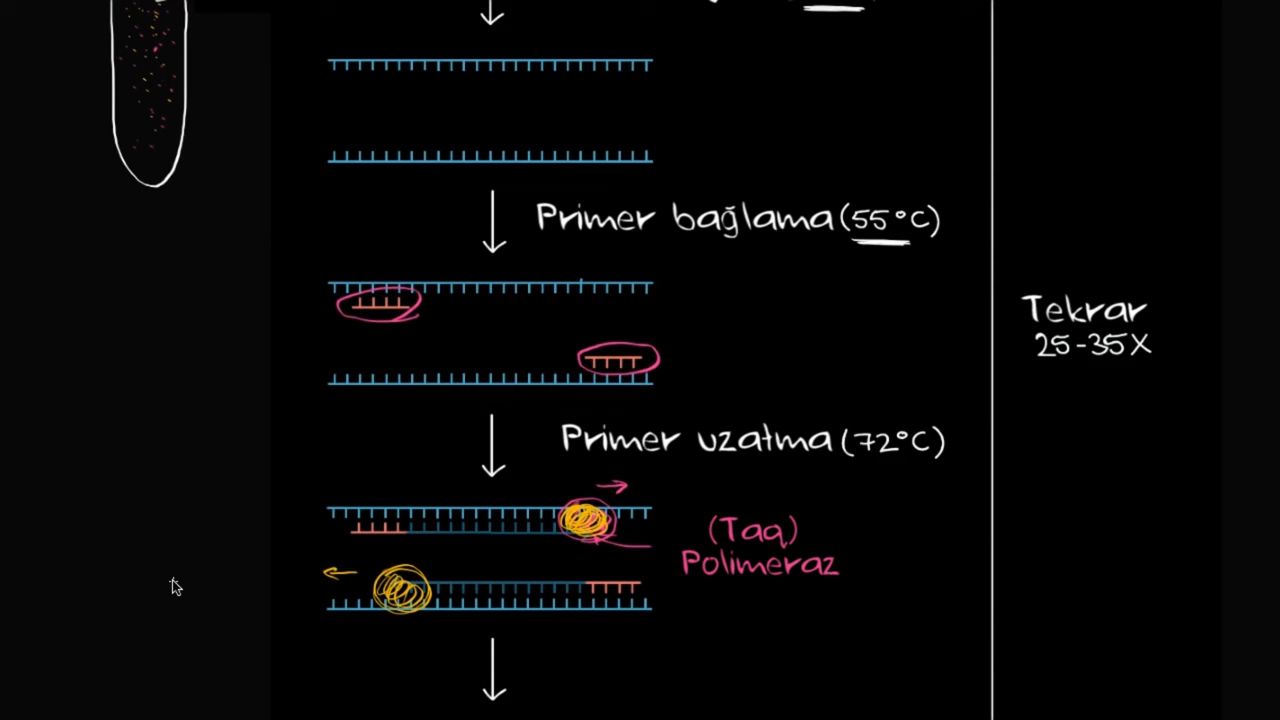 Primer bağlama (55°C)
Tekrar
25-35X
Primer uzatma (72°C)
(Taq)
Polimeraz